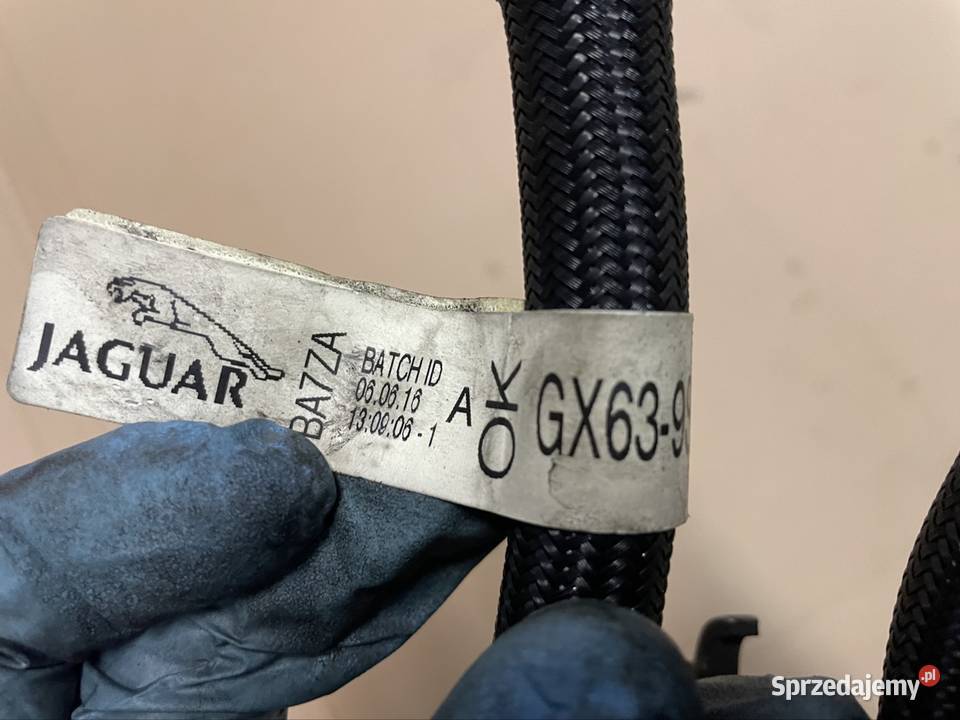 JAGUAR
BA7ZA
BATCH ID
06.06.16
13:09:06 - 1
A
OK
GX63-9
Sprzedajemy.pl